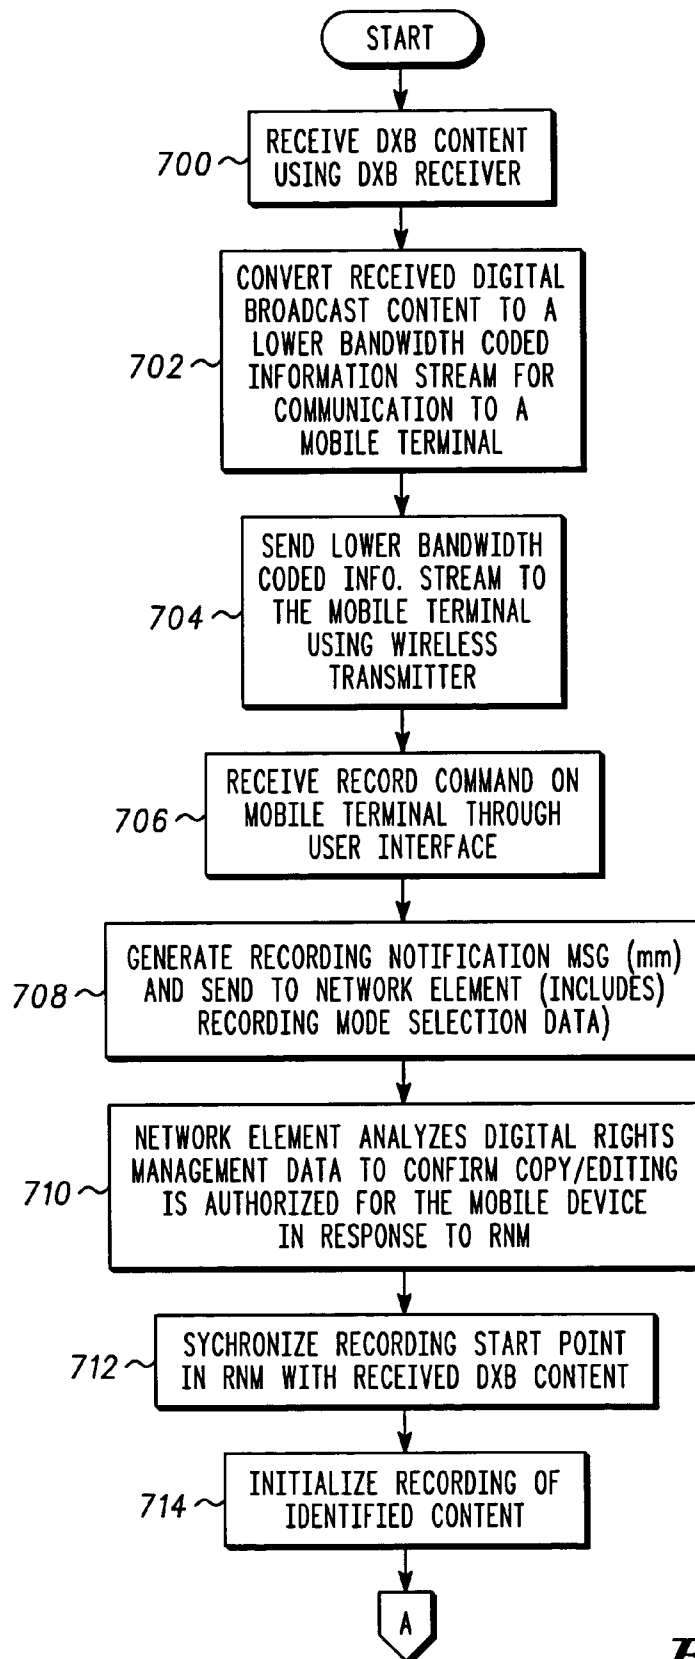 START
700
RECEIVE DXB CONTENT
USING DXB RECEIVER
702
CONVERT RECEIVED DIGITAL
BROADCAST CONTENT TO A
LOWER BANDWIDTH CODED
INFORMATION STREAM FOR
COMMUNICATION TO A
MOBILE TERMINAL
704
SEND LOWER BANDWIDTH
CODED INFO. STREAM TO
THE MOBILE TERMINAL
USING WIRELESS
TRANSMITTER
706
RECEIVE RECORD COMMAND ON
MOBILE TERMINAL THROUGH
USER INTERFACE
708
GENERATE RECORDING NOTIFICATION MSG (mm)
AND SEND TO NETWORK ELEMENT (INCLUDES)
RECORDING MODE SELECTION DATA)
710
NETWORK ELEMENT ANALYZES DIGITAL RIGHTS
MANAGEMENT DATA TO CONFIRM COPY/EDITING
IS AUTHORIZED FOR THE MOBILE DEVICE
IN RESPONSE TO RNM
712
SYCHRONIZE RECORDING START POINT
IN RNM WITH RECEIVED DXB CONTENT
714
INITIALIZE RECORDING OF
IDENTIFIED CONTENT
A